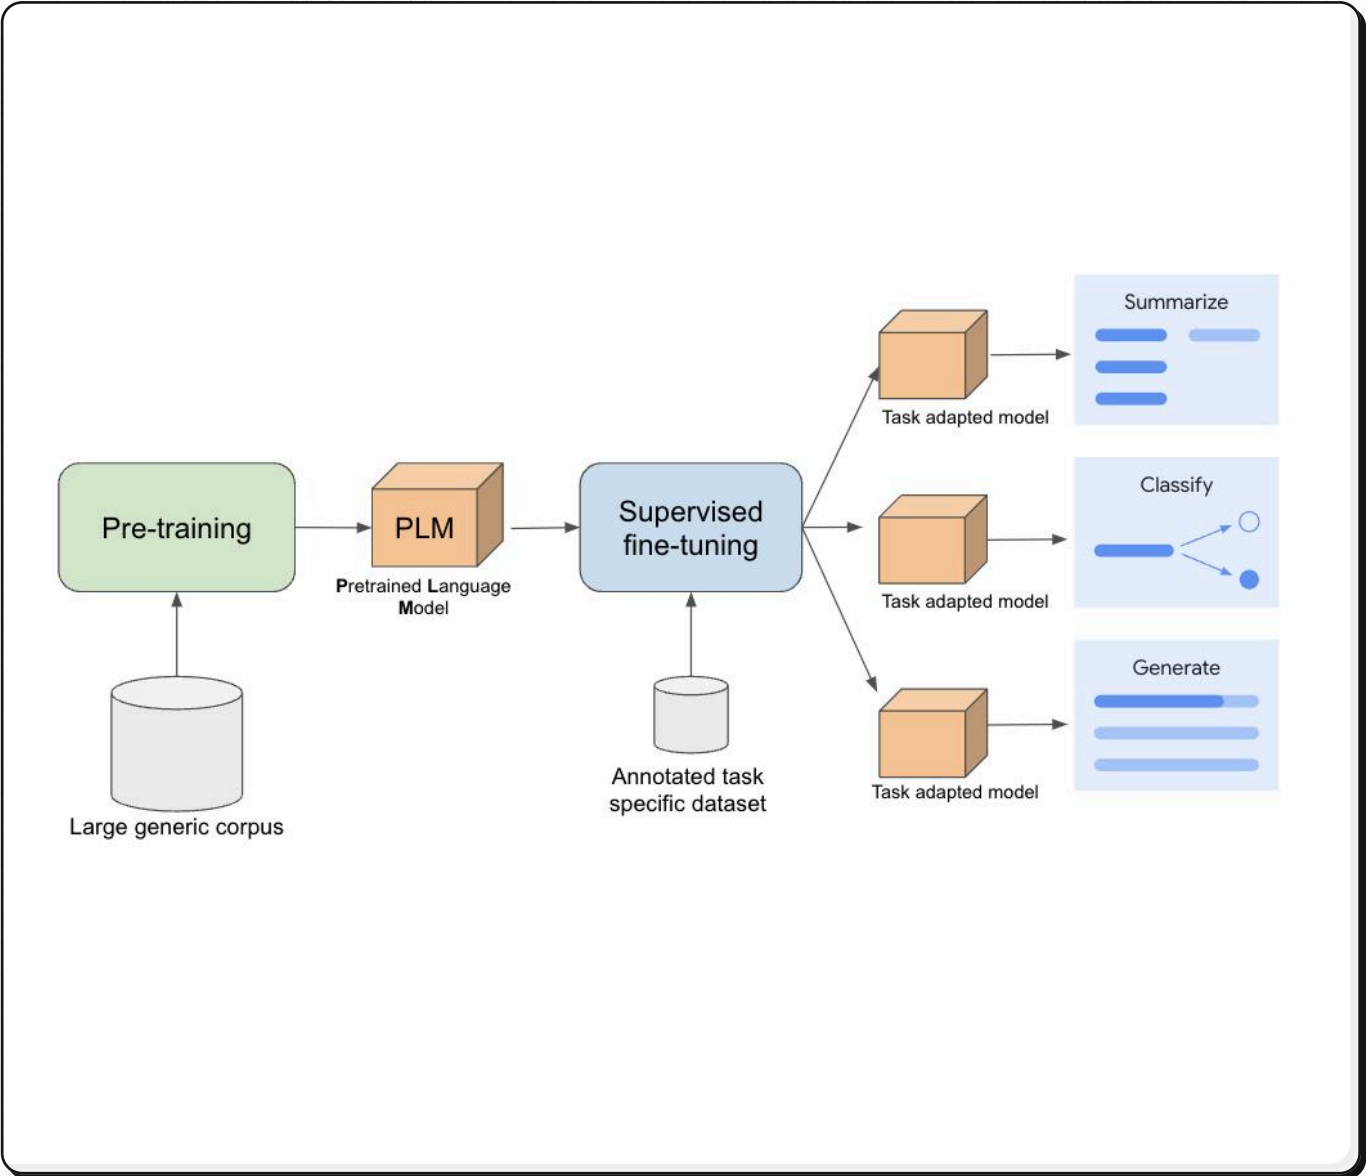 Pre-training
Large generic corpus
PLM
Pretrained Language
Model
Supervised
fine-tuning
Annotated task
specific dataset
Task adapted model
Summarize
Task adapted model
Classify
Task adapted model
Generate